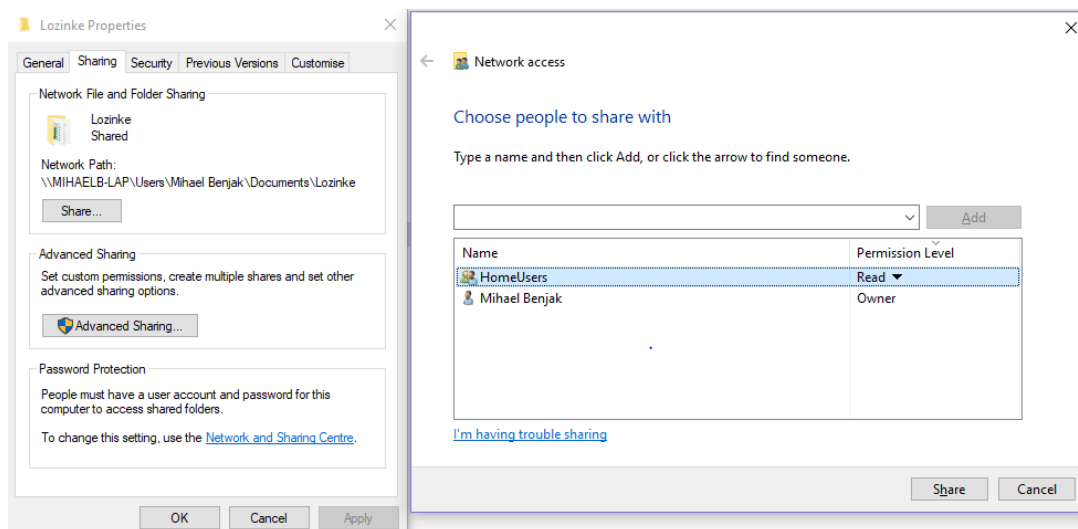 Lozinke Properties
General Sharing Security Previous Versions Customise
Network File and Folder Sharing
Lozinke
Shared
Network Path:
\\MIHAELB-LAP\Users\Mihael Benjak\Documents\Lozinke
Share...
Advanced Sharing
Set custom permissions, create multiple shares and set other
advanced sharing options.
Advanced Sharing...
Password Protection
People must have a user account and password for this
computer to access shared folders.
To change this setting, use the Network and Sharing Centre.
OK Cancel Apply
Network access
Choose people to share with
Type a name and then click Add, or click the arrow to find someone.
Add
Name Permission Level
HomeUsers Read
Mihael Benjak Owner
I'm having trouble sharing
Share Cancel